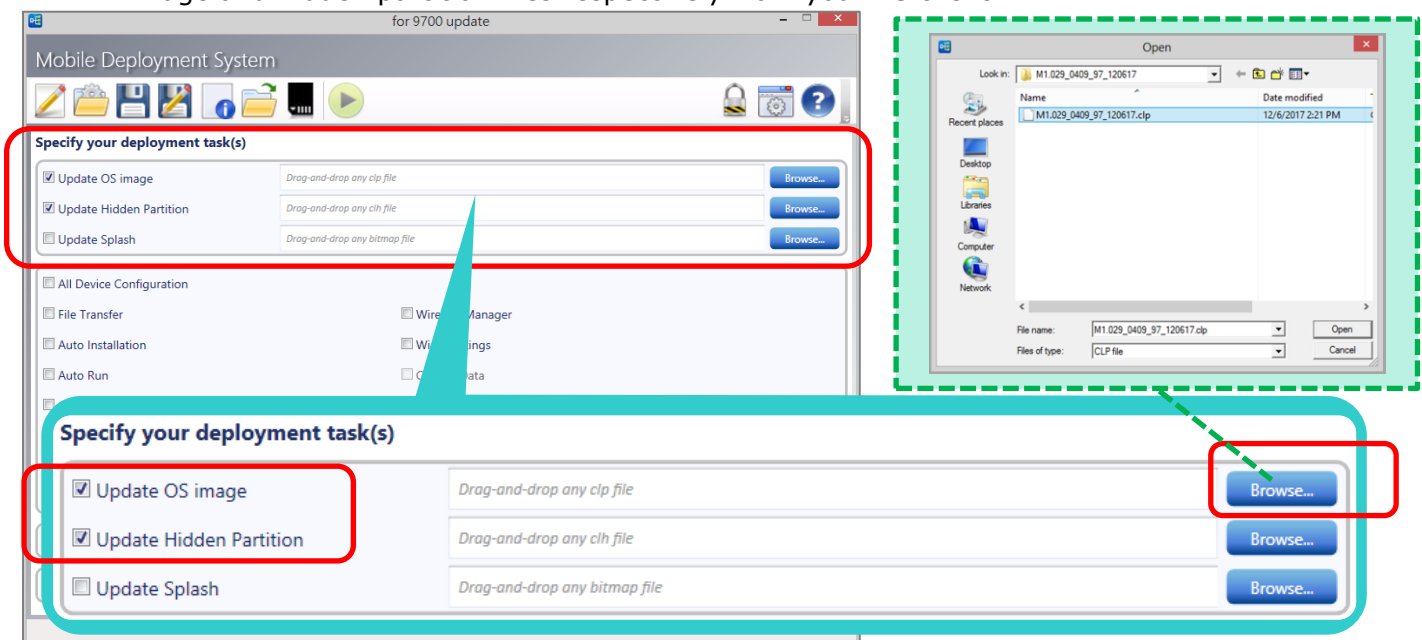 for 9700 update
Mobile Deployment System
Specify your deployment task(s)
Update OS image
Drag-and-drop any clp file
Browse...
Update Hidden Partition
Drag-and-drop any clh file
Browse...
Update Splash
Drag-and-drop any bitmap file
Browse...
All Device Configuration
File Transfer
Manager
Auto Installation
Auto Run
Open
Look in:
M1.029_0409_97_120617
Name
Date modified
M1.029_0409_97_120617.clp
12/6/2017 2:21 PM
Recent places
Desktop
Libraries
Computer
Network
File name:
M1.029_0409_97_120617.clp
Open
Files of type:
CLP file
Cancel
Specify your deployment task(s)
Update OS image
Drag-and-drop any clp file
Browse...
Update Hidden Partition
Drag-and-drop any clh file
Browse...
Update Splash
Drag-and-drop any bitmap file
Browse...